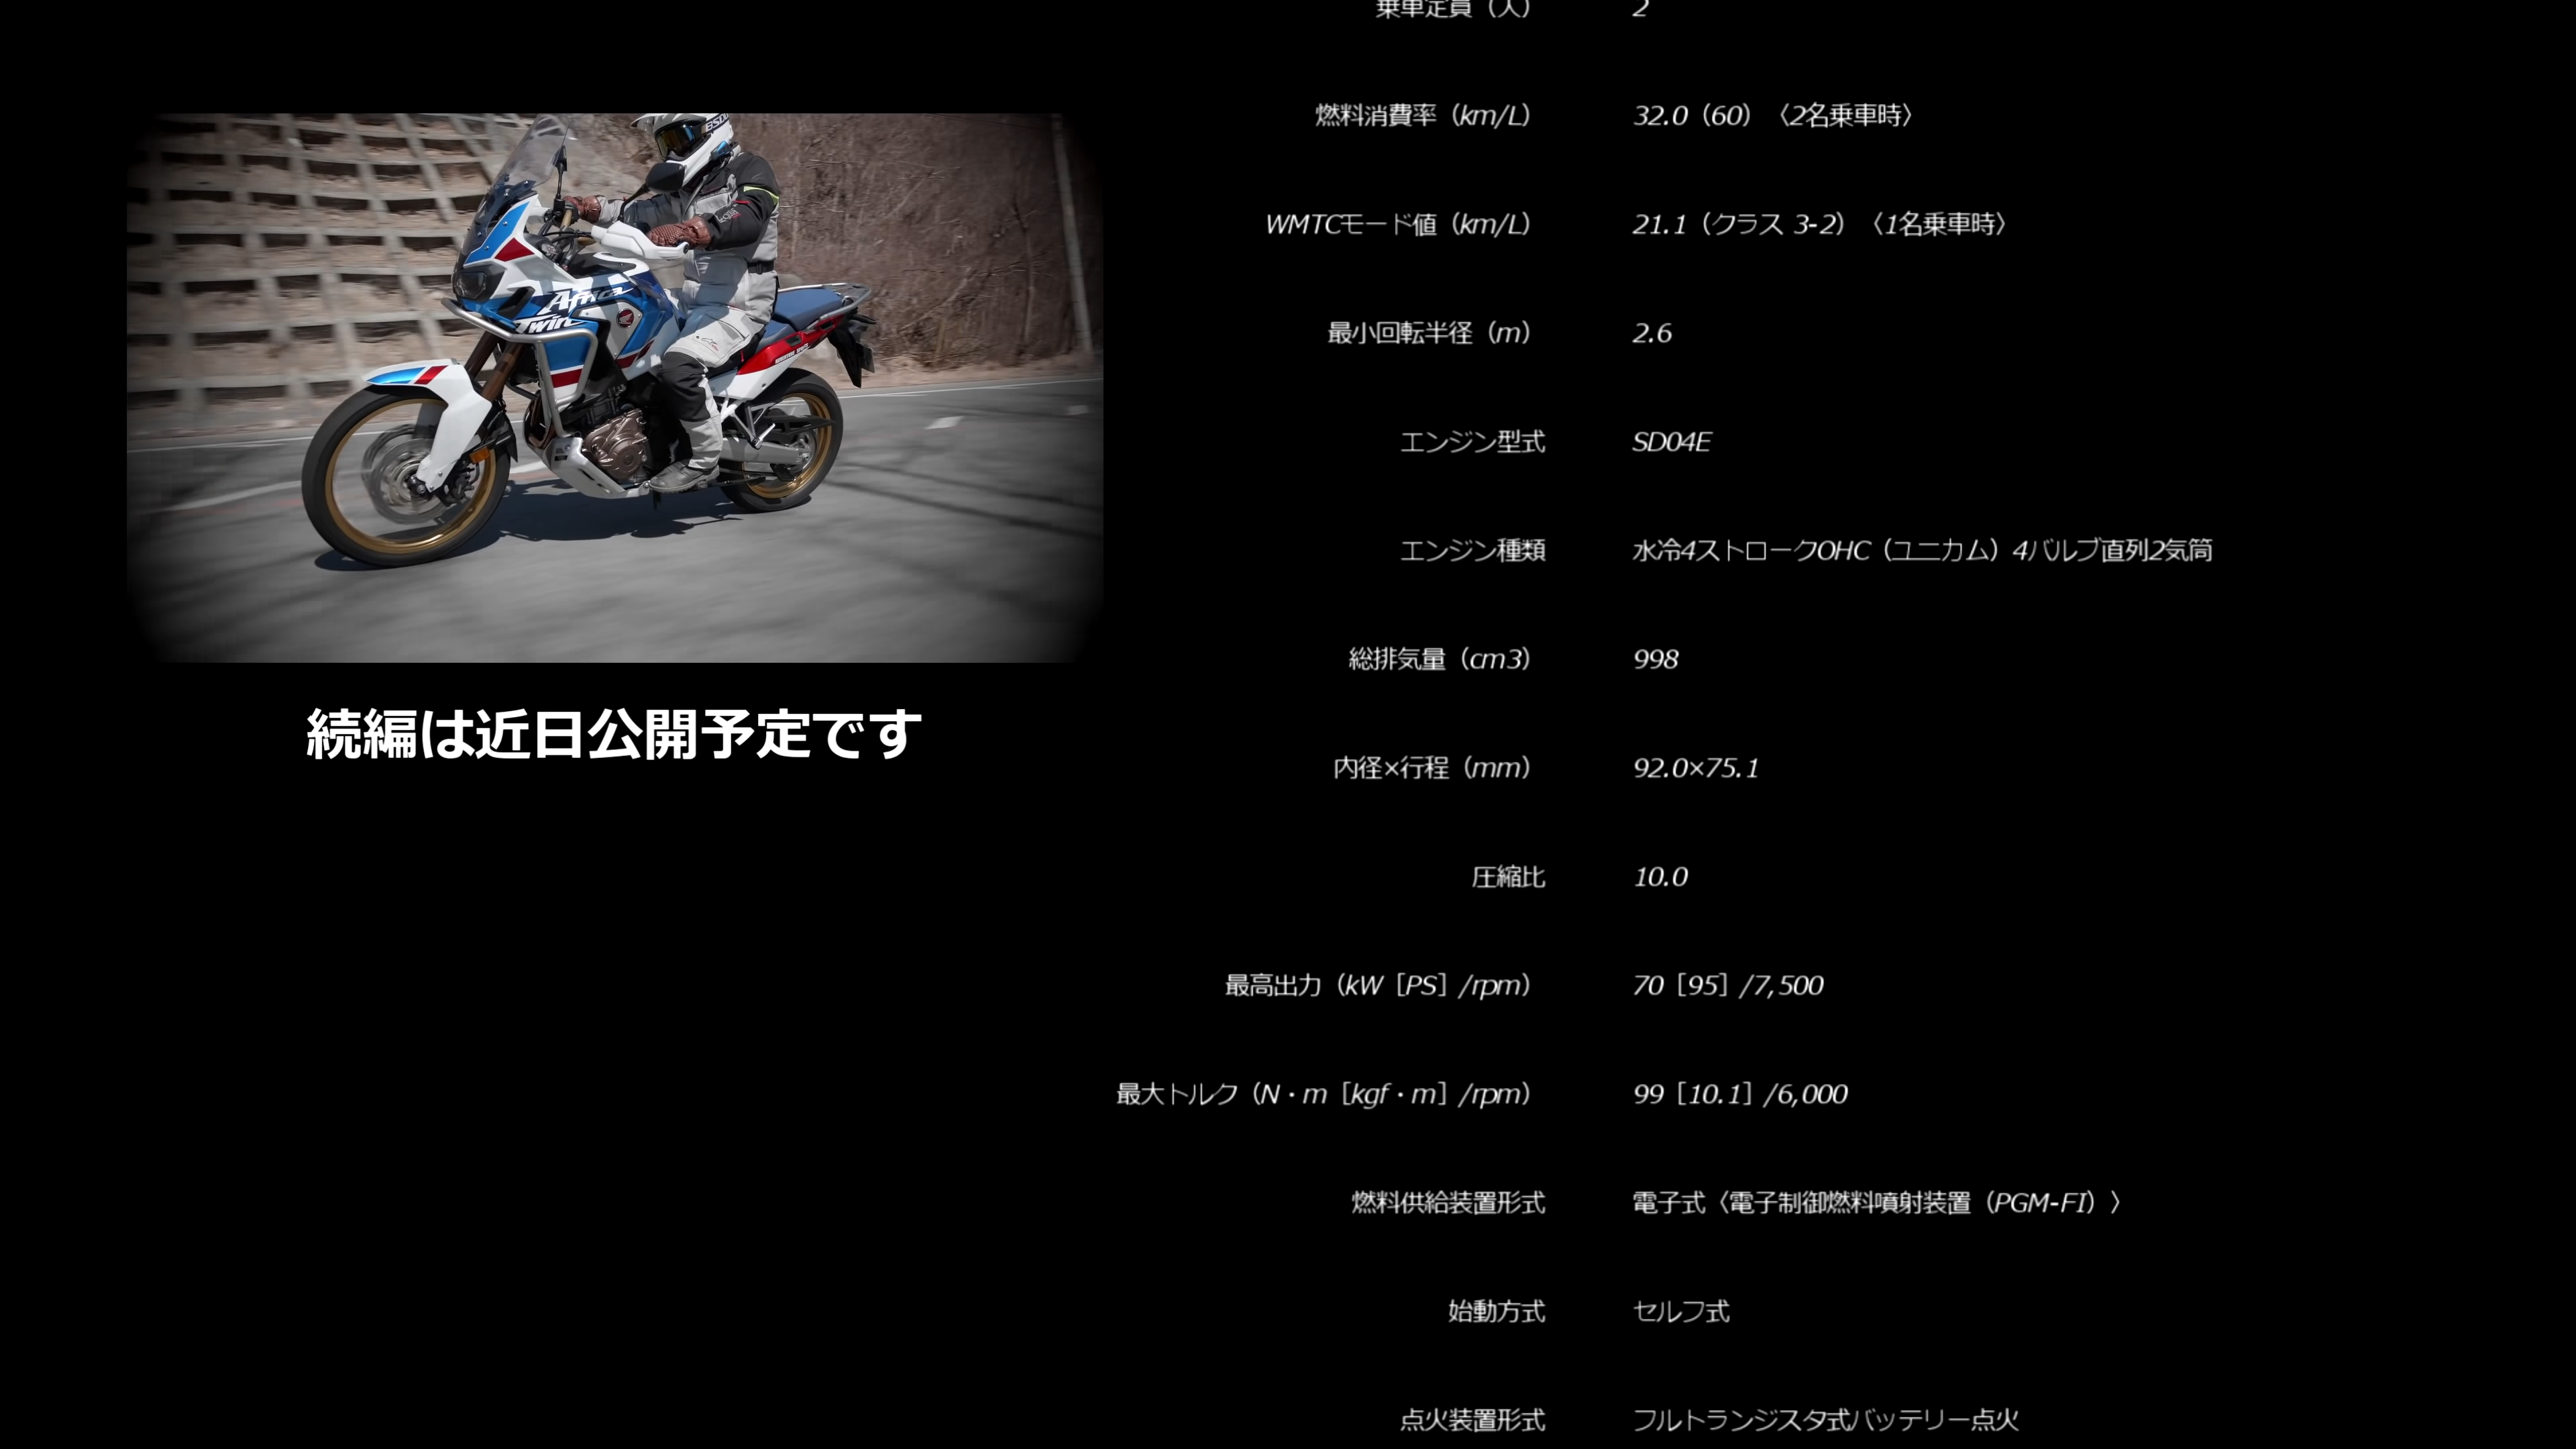 乗車定員（人） 2
燃料消費率（km/L） 32.0（60）〈2名乗車時〉
WMTCモード値（km/L） 21.1（クラス 3-2）〈1名乗車時〉
最小回転半径（m） 2.6
エンジン型式 SD04E
エンジン種類 水冷4ストロークOHC（ユニカム）4バルブ直列2気筒
総排気量（cm3） 998
内径×行程（mm） 92.0×75.1
圧縮比 10.0
最高出力（kW［PS］/rpm） 70［95］/7,500
最大トルク（N・m［kgf・m］/rpm） 99［10.1］/6,000
燃料供給装置形式 電子式〈電子制御燃料噴射装置（PGM-FI）〉
始動方式 セルフ式
点火装置形式 フルトランジスタ式バッテリー点火
Africa
Twin
続編は近日公開予定です